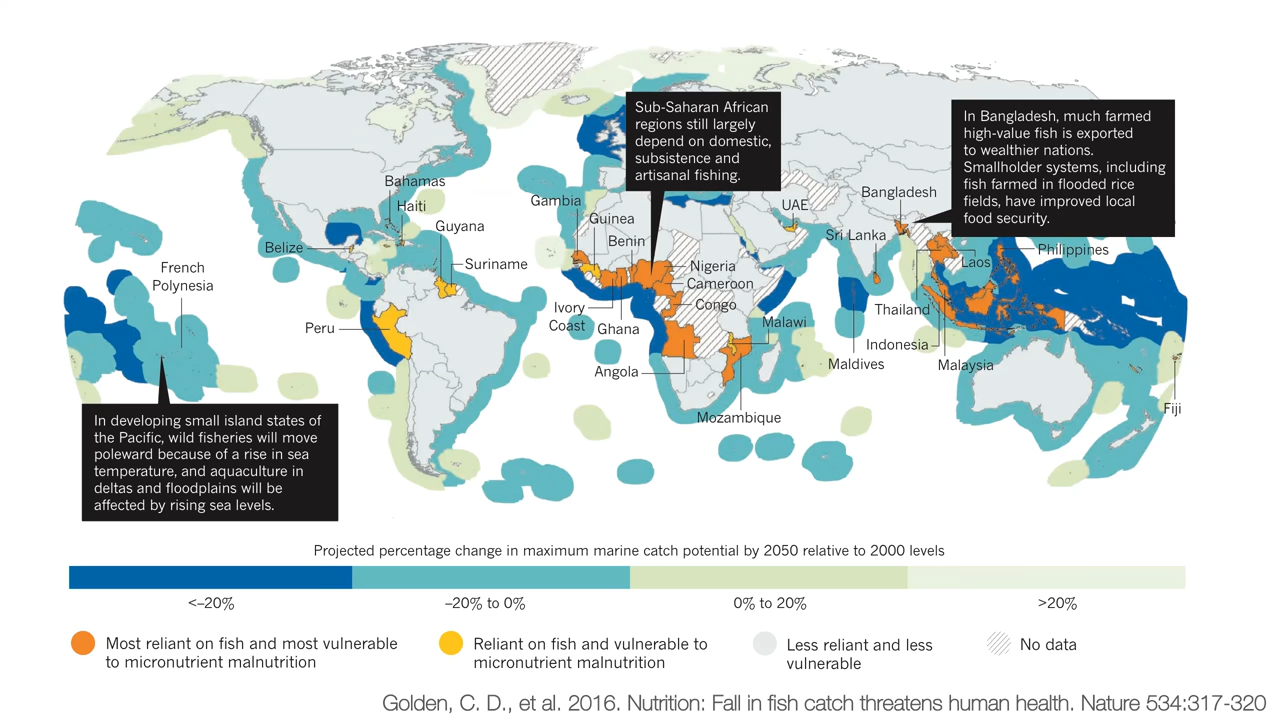 Sub-Saharan African
regions still largely
depend on domestic,
subsistence and
artisanal fishing.
In Bangladesh, much farmed
high-value fish is exported
to wealthier nations.
Smallholder systems, including
fish farmed in flooded rice
fields, have improved local
food security.
Bahamas
Haiti
Guyana
Belize
Suriname
French
Polynesia
Peru
Gambia
Guinea
Benin
Nigeria
Cameroon
Congo
Ivory
Coast
Ghana
Angola
Malawi
Mozambique
UAE
Bangladesh
Sri Lanka
Philippines
Laos
Thailand
Indonesia
Maldives
Malaysia
Fiji
In developing small island states of
the Pacific, wild fisheries will move
poleward because of a rise in sea
temperature, and aquaculture in
deltas and floodplains will be
affected by rising sea levels.
Projected percentage change in maximum marine catch potential by 2050 relative to 2000 levels
<–20%
–20% to 0%
0% to 20%
>20%
Most reliant on fish and most vulnerable
to micronutrient malnutrition
Reliant on fish and vulnerable to
micronutrient malnutrition
Less reliant and less
vulnerable
No data
Golden, C. D., et al. 2016. Nutrition: Fall in fish catch threatens human health. Nature 534:317-320